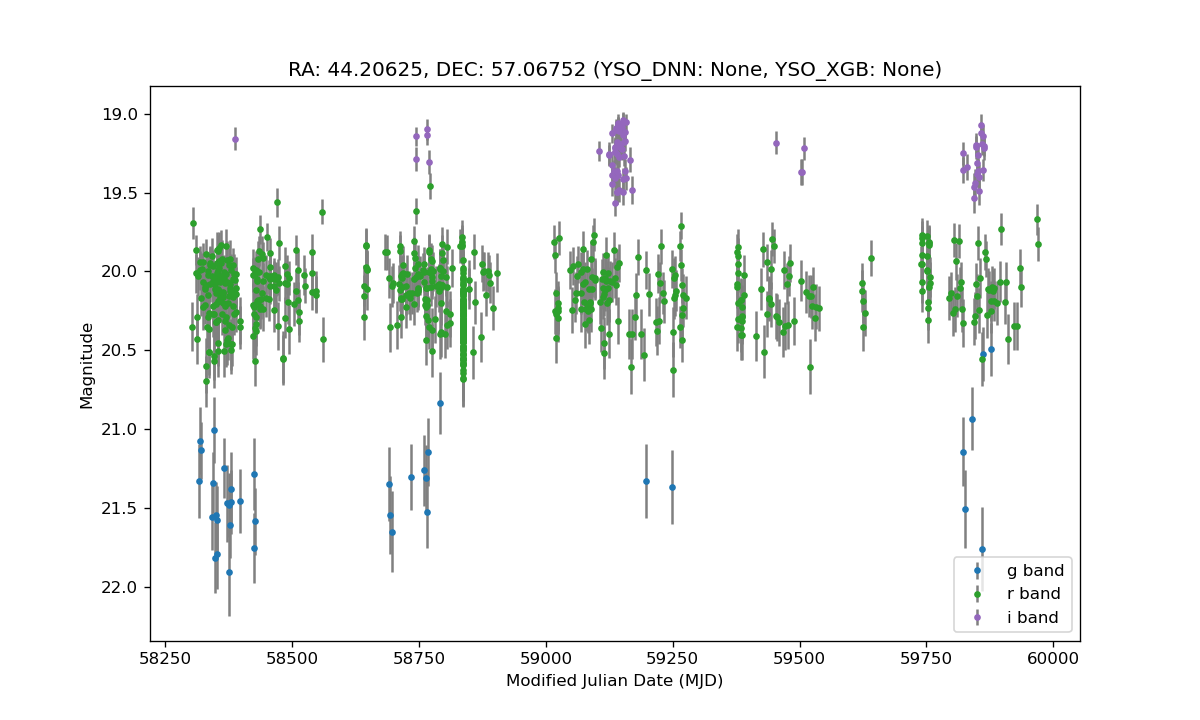 RA: 44.20625, DEC: 57.06752 (YSO_DNN: None, YSO_XGB: None)
19.0
19.5
20.0
20.5
21.0
21.5
22.0
Magnitude
g band
r band
i band
58250 58500 58750 59000 59250 59500 59750 60000
Modified Julian Date (MJD)